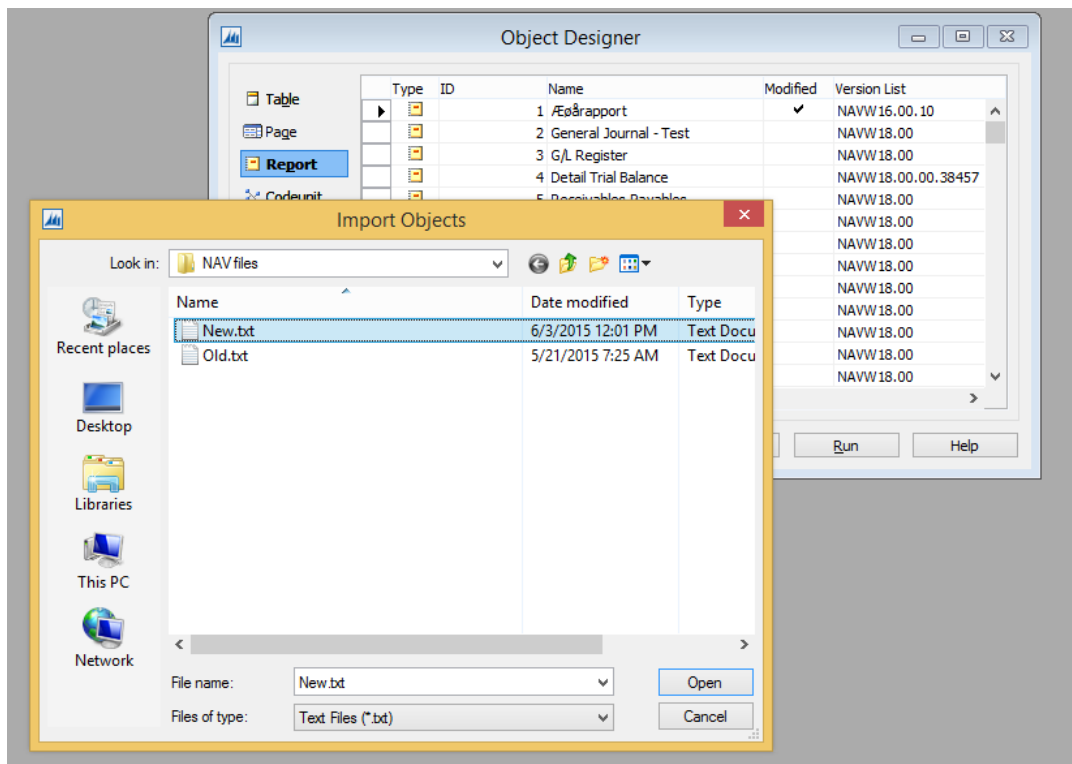 Object Designer
Type ID Name Modified Version List
Table
Page
Report
Codeunit
1 Æøårapport NAVW16.00.10
2 General Journal - Test NAVW18.00
3 G/L Register NAVW18.00
4 Detail Trial Balance NAVW18.00.00.38457
5 Receivables-Payables NAVW18.00
NAVW18.00
NAVW18.00
NAVW18.00
NAVW18.00
NAVW18.00
NAVW18.00
NAVW18.00
NAVW18.00
Run Help
Import Objects
Look in: NAV files
Name Date modified Type
New.txt 6/3/2015 12:01 PM Text Docu
Old.txt 5/21/2015 7:25 AM Text Docu
Recent places
Desktop
Libraries
This PC
Network
File name: New.txt Open
Files of type: Text Files (*.txt) Cancel